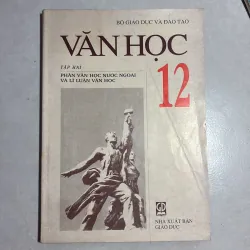 BỘ GIÁO DỤC VÀ ĐÀO TẠO
VĂN HỌC
TẬP HAI
PHẦN VĂN HỌC NƯỚC NGOÀI
VÀ LÍ LUẬN VĂN HỌC
12
NHÀ XUẤT BẢN
GIÁO DỤC